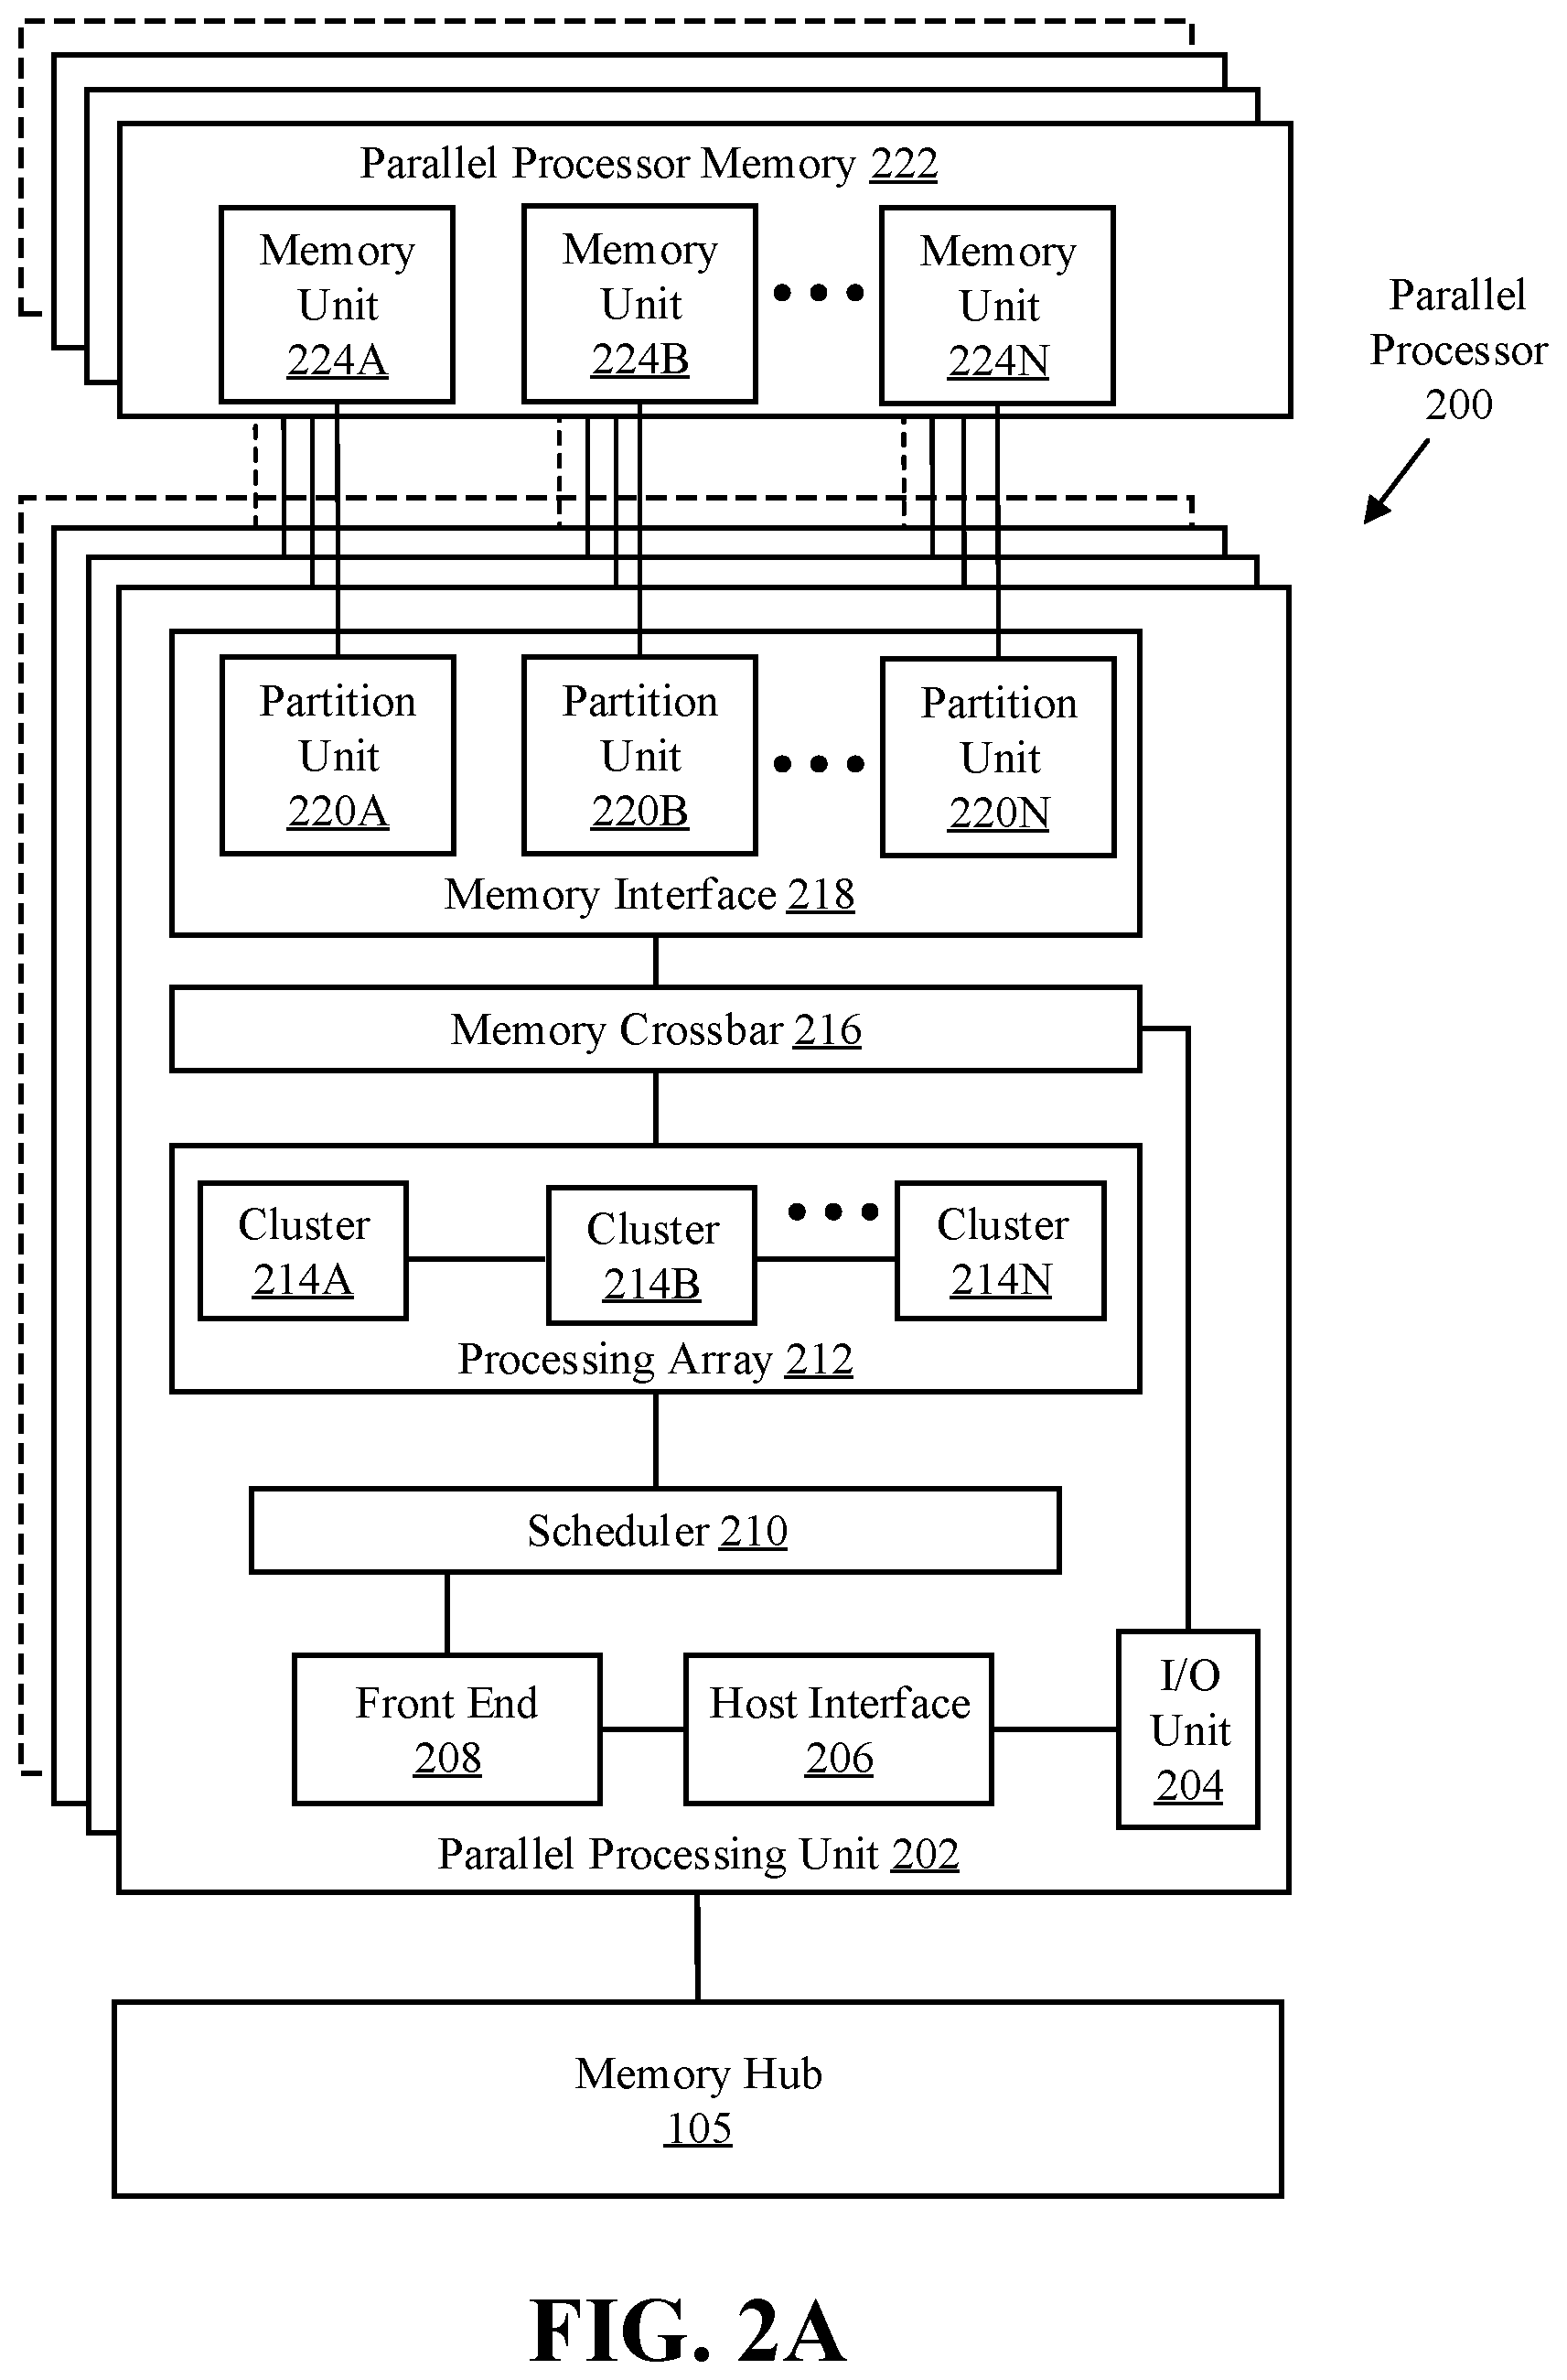 Parallel Processor Memory 222
Memory
Unit
224A
Memory
Unit
224B
Memory
Unit
224N
Parallel
Processor
200
Partition
Unit
220A
Partition
Unit
220B
Partition
Unit
220N
Memory Interface 218
Memory Crossbar 216
Cluster
214A
Cluster
214B
Cluster
214N
Processing Array 212
Scheduler 210
Front End
208
Host Interface
206
I/O
Unit
204
Parallel Processing Unit 202
Memory Hub
105
FIG. 2A